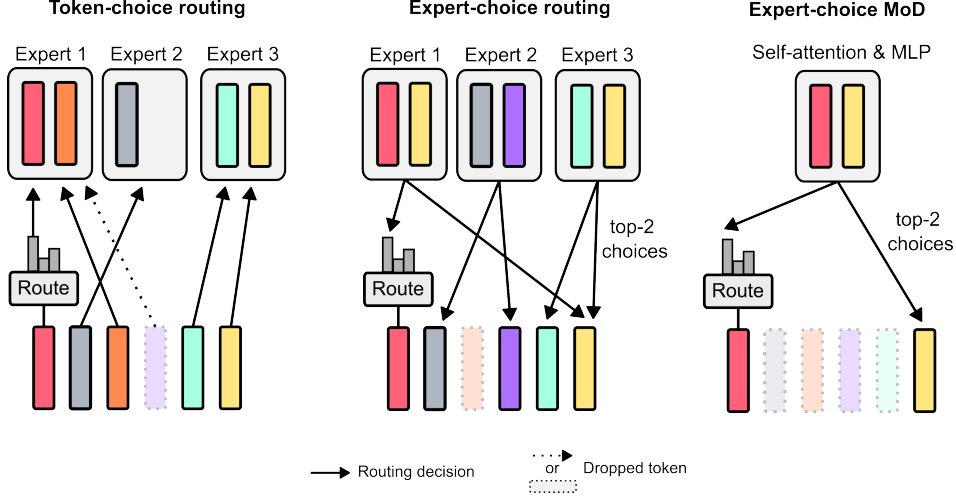 Token-choice routing
Expert 1 Expert 2 Expert 3
Route
Expert-choice routing
Expert 1 Expert 2 Expert 3
top-2
choices
Route
Expert-choice MoD
Self-attention & MLP
top-2
choices
Route
Routing decision
or
Dropped token